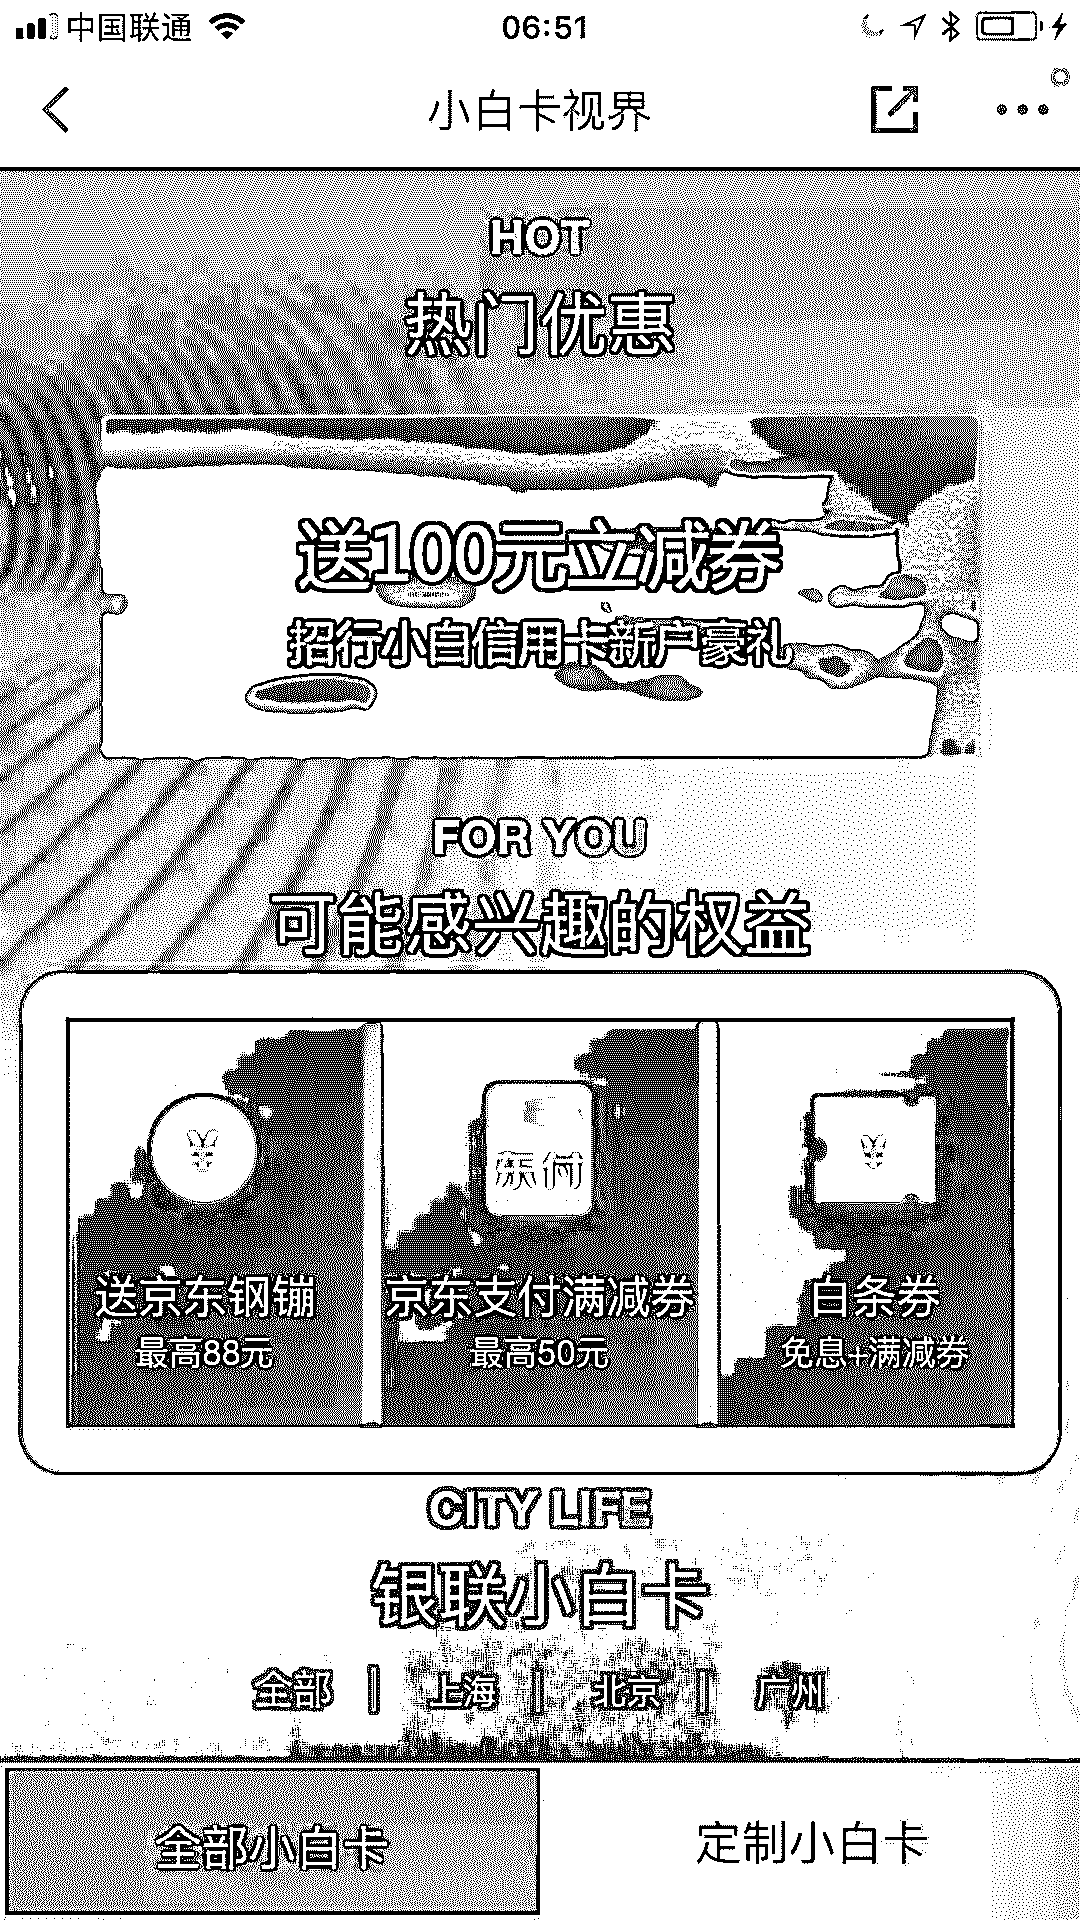 中国联通 06:51
小白卡视界
HOT
热门优惠
送100元立减券
招行小白信用卡新户豪礼
FOR YOU
可能感兴趣的权益
¥ 东付 ¥
送京东钢镚 京东支付满减券 白条券
最高88元 最高50元 免息+满减券
CITY LIFE
银联小白卡
全部 | 上海 | 北京 | 广州
全部小白卡 定制小白卡